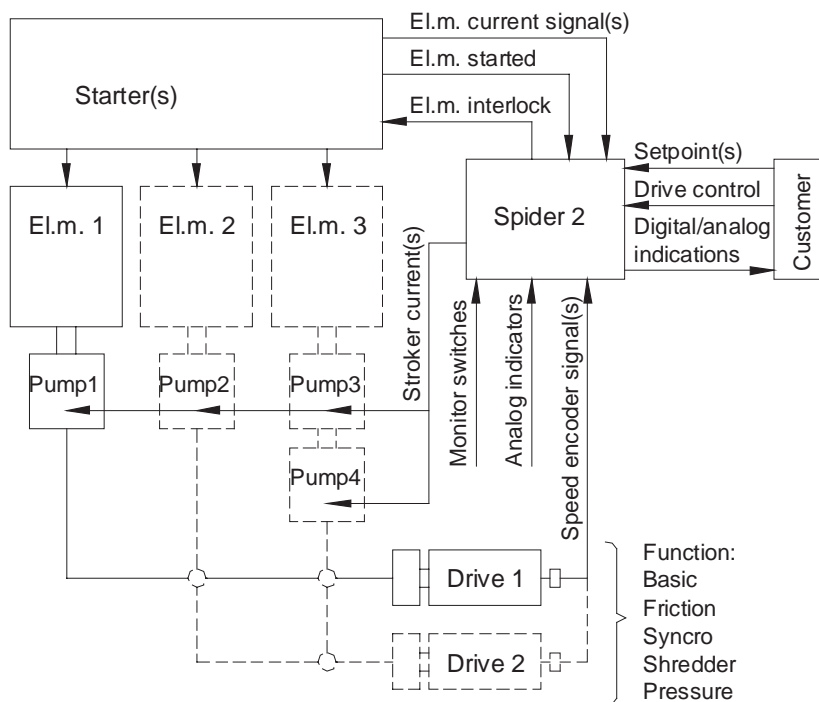 El.m. current signal(s)
El.m. started
Starter(s)
El.m. interlock
Setpoint(s)
Drive control
Digital/analog
indications
Customer
Spider 2
El.m. 1
El.m. 2
El.m. 3
Stroker current(s)
Monitor switches
Analog indicators
Speed encoder signal(s)
Pump1
Pump2
Pump3
Pump4
Drive 1
Drive 2
Function:
Basic
Friction
Syncro
Shredder
Pressure